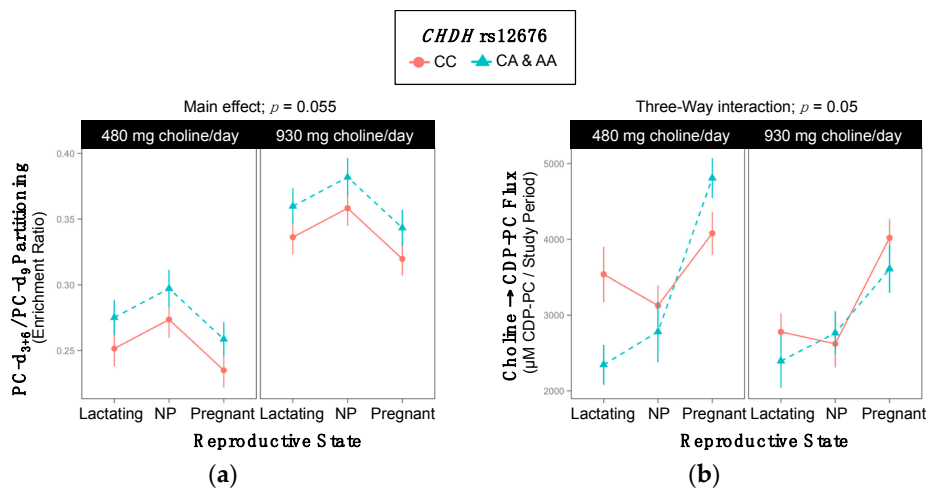 CHDH rs12676
CC CA & AA
Main effect; p = 0.055
480 mg choline/day 930 mg choline/day
PC-d3+6/PC-d9 Partitioning
(Enrichment Ratio)
0.40
0.35
0.30
0.25
Lactating NP Pregnant Lactating NP Pregnant
Reproductive State
(a)
Three-Way interaction; p = 0.05
480 mg choline/day 930 mg choline/day
Choline → CDP-PC Flux
(µM CDP-PC / Study Period)
5000
4000
3000
2000
Lactating NP Pregnant Lactating NP Pregnant
Reproductive State
(b)